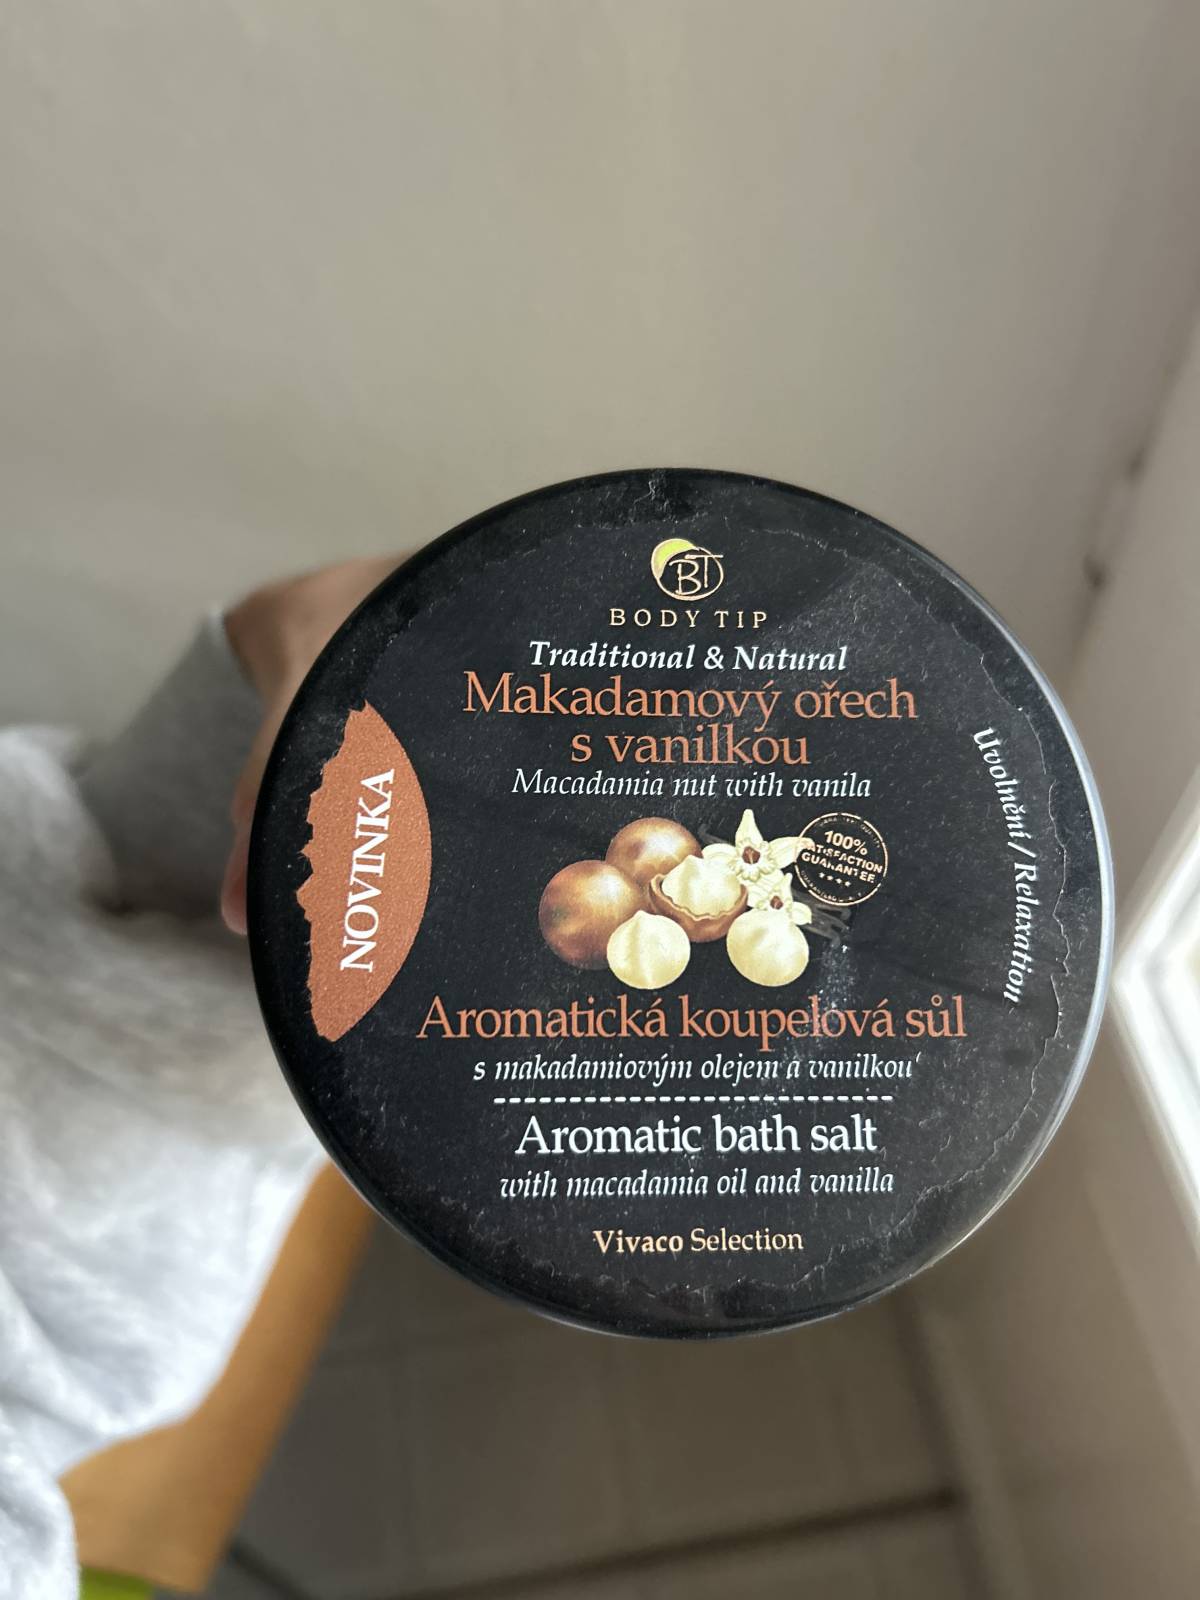 BT
BODY TIP
Traditional & Natural
Makadamový ořech
s vanilkou
Macadamia nut with vanila
NOVINKA
Uvolnění / Relaxation
100%
SATISFACTION
GUARANTEE
Aromatická koupelová sůl
s makadamiovým olejem a vanilkou
Aromatic bath salt
with macadamia oil and vanilla
Vivaco Selection